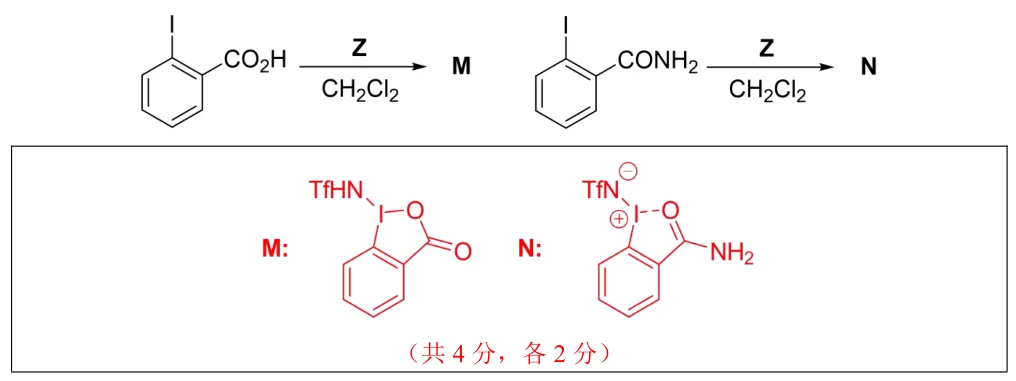 I CO₂H Z CH₂Cl₂ M I CONH₂ Z CH₂Cl₂ N
M: TfHN I O O N: TfN ⊖ I ⊕ O NH₂
（共 4 分，各 2 分）